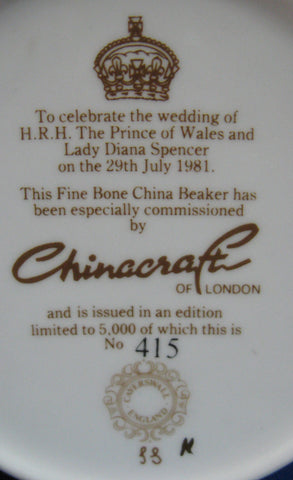 To celebrate the wedding of
H.R.H. The Prince of Wales and
Lady Diana Spencer
on the 29th July 1981.
This Fine Bone China Beaker has
been especially commissioned
by
Chinacraft
OF LONDON
and is issued in an edition
limited to 5,000 of which this is
No 415
CAVERSWALL
ENGLAND